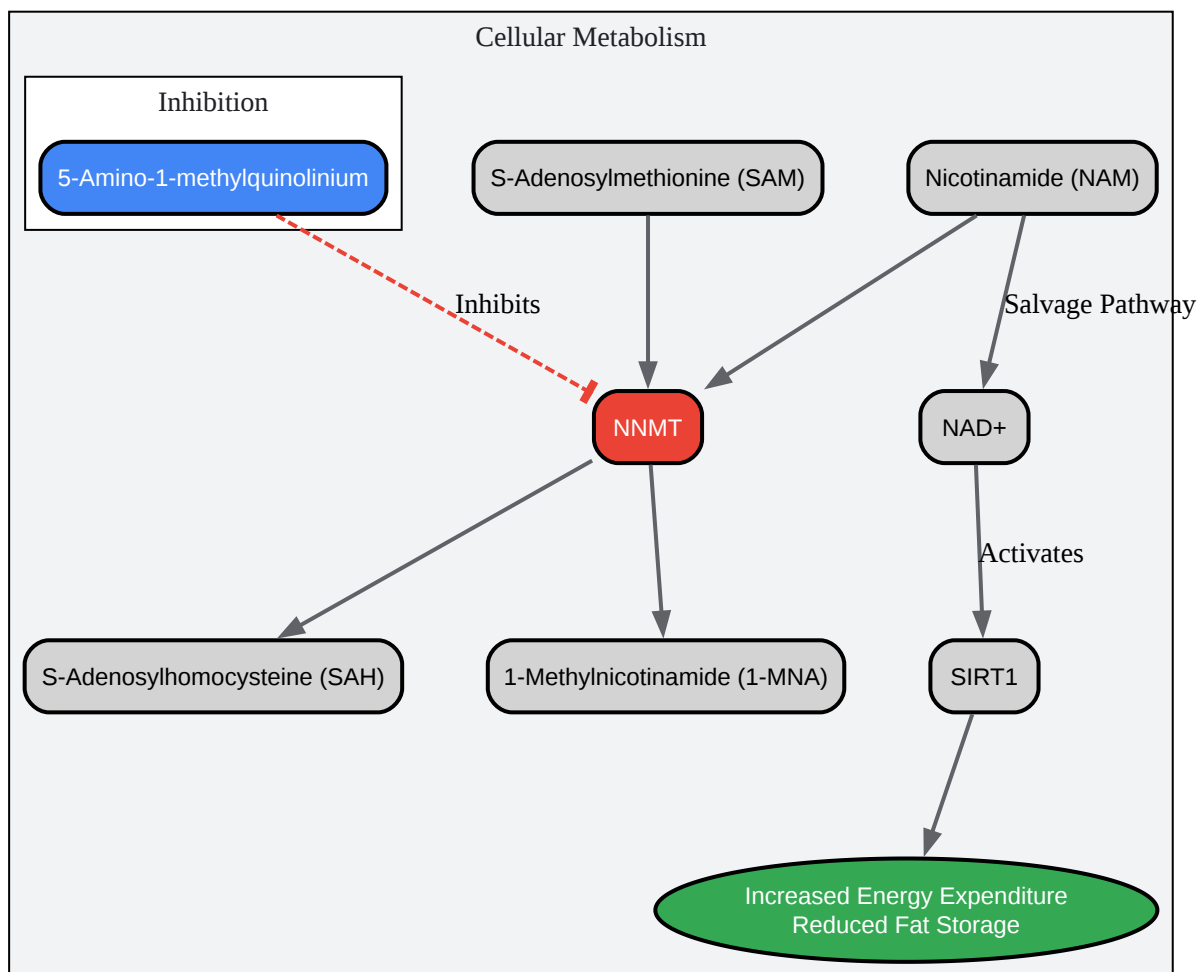 Cellular Metabolism
Inhibition
5-Amino-1-methylquinolinium
S-Adenosylmethionine (SAM)
Nicotinamide (NAM)
Inhibits
Salvage Pathway
NNMT
NAD+
Activates
S-Adenosylhomocysteine (SAH)
1-Methylnicotinamide (1-MNA)
SIRT1
Increased Energy Expenditure
Reduced Fat Storage